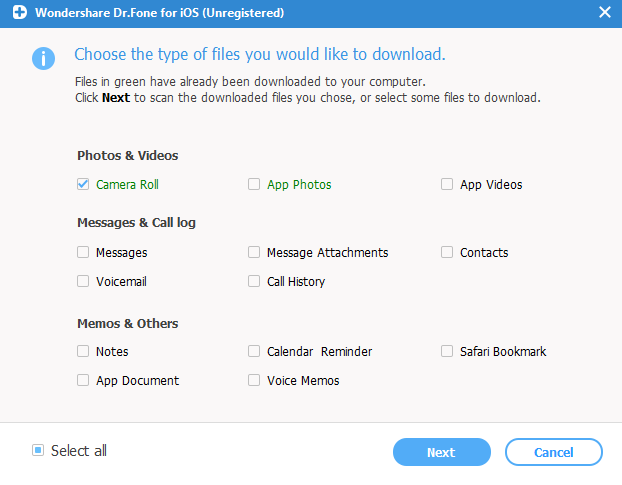 Wondershare Dr.Fone for iOS (Unregistered)
Choose the type of files you would like to download.
Files in green have already been downloaded to your computer.
Click Next to scan the downloaded files you chose, or select some files to download.
Photos & Videos
Camera Roll App Photos App Videos
Messages & Call log
Messages Message Attachments Contacts
Voicemail Call History
Memos & Others
Notes Calendar Reminder Safari Bookmark
App Document Voice Memos
Select all Next Cancel